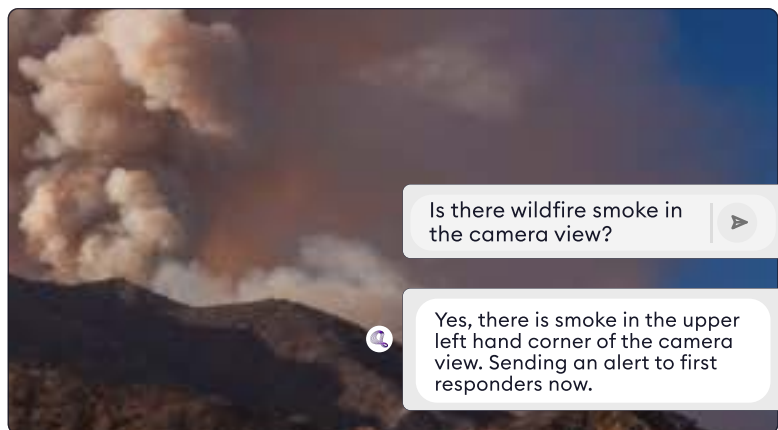 Is there wildfire smoke in
the camera view?
Yes, there is smoke in the upper
left hand corner of the camera
view. Sending an alert to first
responders now.